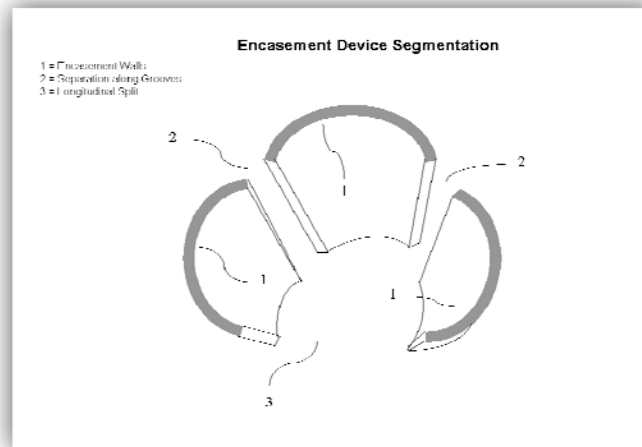 Encasement Device Segmentation
1 = Encasement Walls
2 = Separation along Grooves
3 = Longitudinal Split
2
2
1
1
1
3